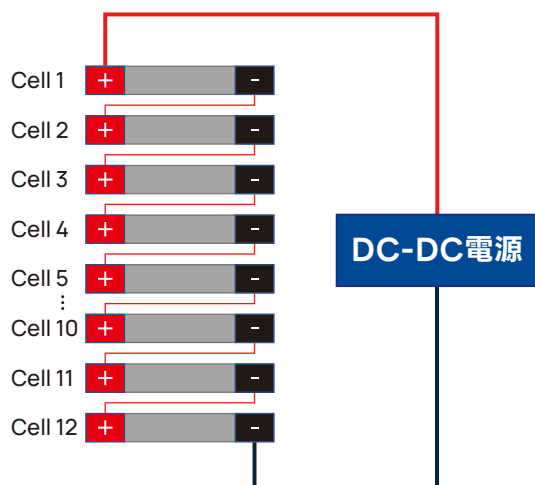 Cell 1 + -
Cell 2 + -
Cell 3 + -
Cell 4 + -
DC-DC電源
Cell 5 + -
⋮
Cell 10 + -
Cell 11 + -
Cell 12 + -